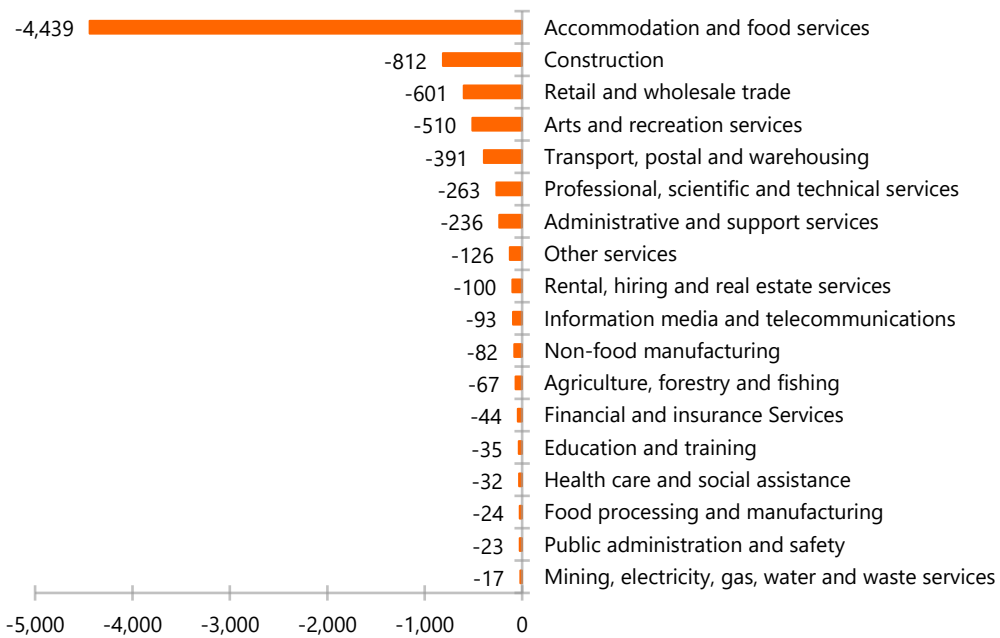 -4,439 Accommodation and food services
-812 Construction
-601 Retail and wholesale trade
-510 Arts and recreation services
-391 Transport, postal and warehousing
-263 Professional, scientific and technical services
-236 Administrative and support services
-126 Other services
-100 Rental, hiring and real estate services
-93 Information media and telecommunications
-82 Non-food manufacturing
-67 Agriculture, forestry and fishing
-44 Financial and insurance Services
-35 Education and training
-32 Health care and social assistance
-24 Food processing and manufacturing
-23 Public administration and safety
-17 Mining, electricity, gas, water and waste services
-5,000 -4,000 -3,000 -2,000 -1,000 0